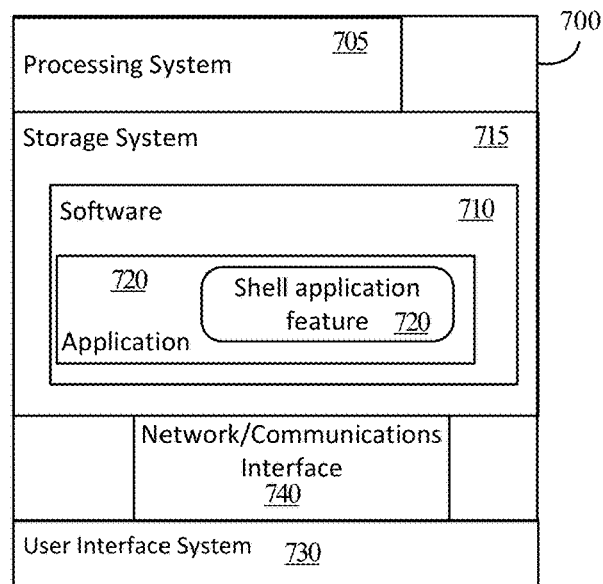 700
Processing System 705
Storage System 715
Software 710
720
Shell application
feature 720
Application
Network/Communications
Interface
740
User Interface System 730